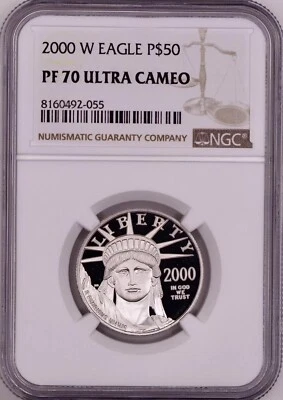 2000 W EAGLE P$50
PF 70 ULTRA CAMEO
8160492-055
NUMISMATIC GUARANTY COMPANY
NGC®
LIBERTY
2000
IN GOD
WE
TRUST